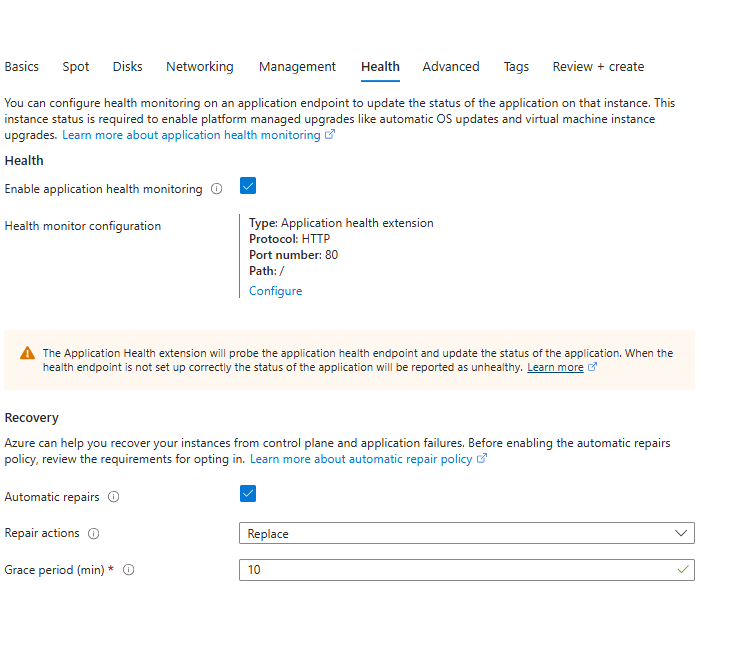 Basics Spot Disks Networking Management Health Advanced Tags Review + create
You can configure health monitoring on an application endpoint to update the status of the application on that instance. This
instance status is required to enable platform managed upgrades like automatic OS updates and virtual machine instance
upgrades. Learn more about application health monitoring
Health
Enable application health monitoring
Health monitor configuration
Type: Application health extension
Protocol: HTTP
Port number: 80
Path: /
Configure
The Application Health extension will probe the application health endpoint and update the status of the application. When the
health endpoint is not set up correctly the status of the application will be reported as unhealthy. Learn more
Recovery
Azure can help you recover your instances from control plane and application failures. Before enabling the automatic repairs
policy, review the requirements for opting in. Learn more about automatic repair policy
Automatic repairs
Repair actions
Replace
Grace period (min) *
10